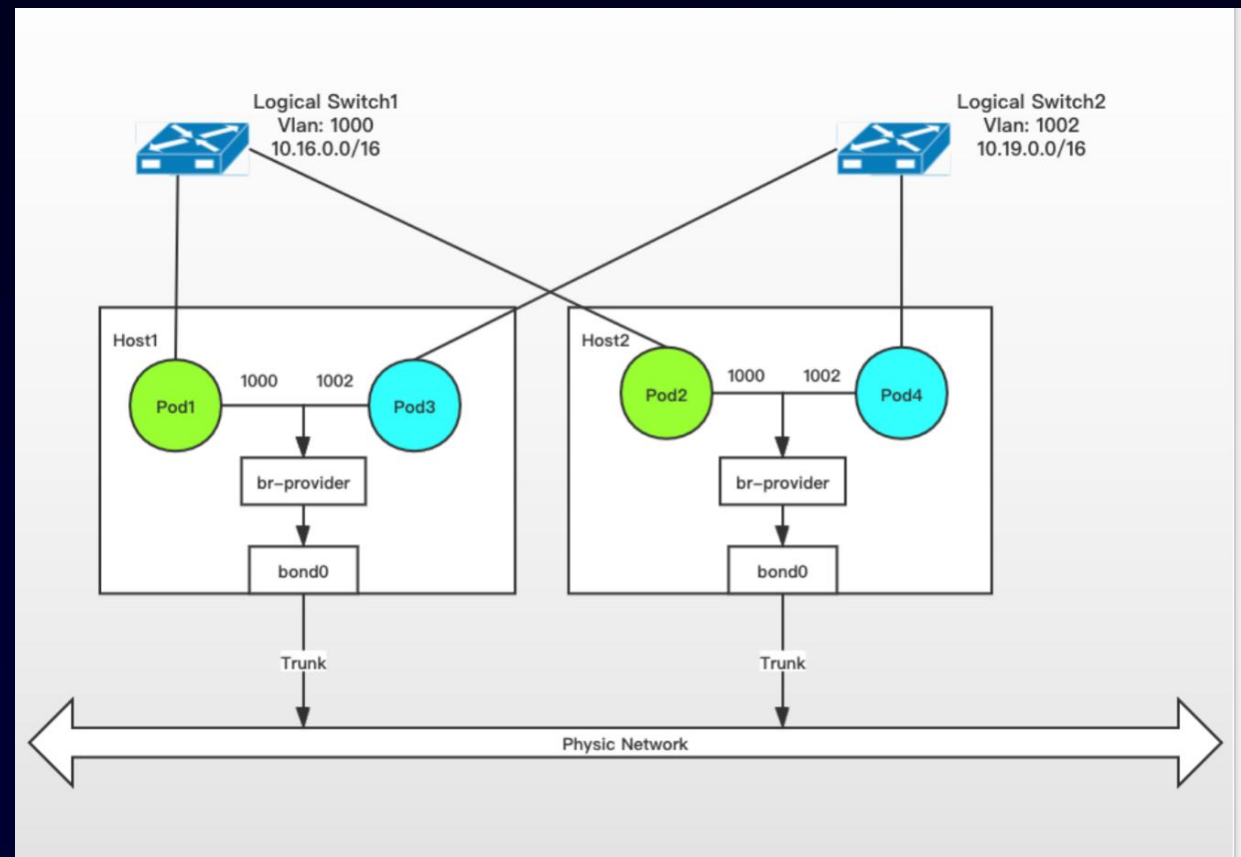 Logical Switch1
Vlan: 1000
10.16.0.0/16
Logical Switch2
Vlan: 1002
10.19.0.0/16
Host1
Host2
1000
1002
1000
1002
Pod1
Pod3
Pod2
Pod4
br-provider
br-provider
bond0
bond0
Trunk
Trunk
Physic Network